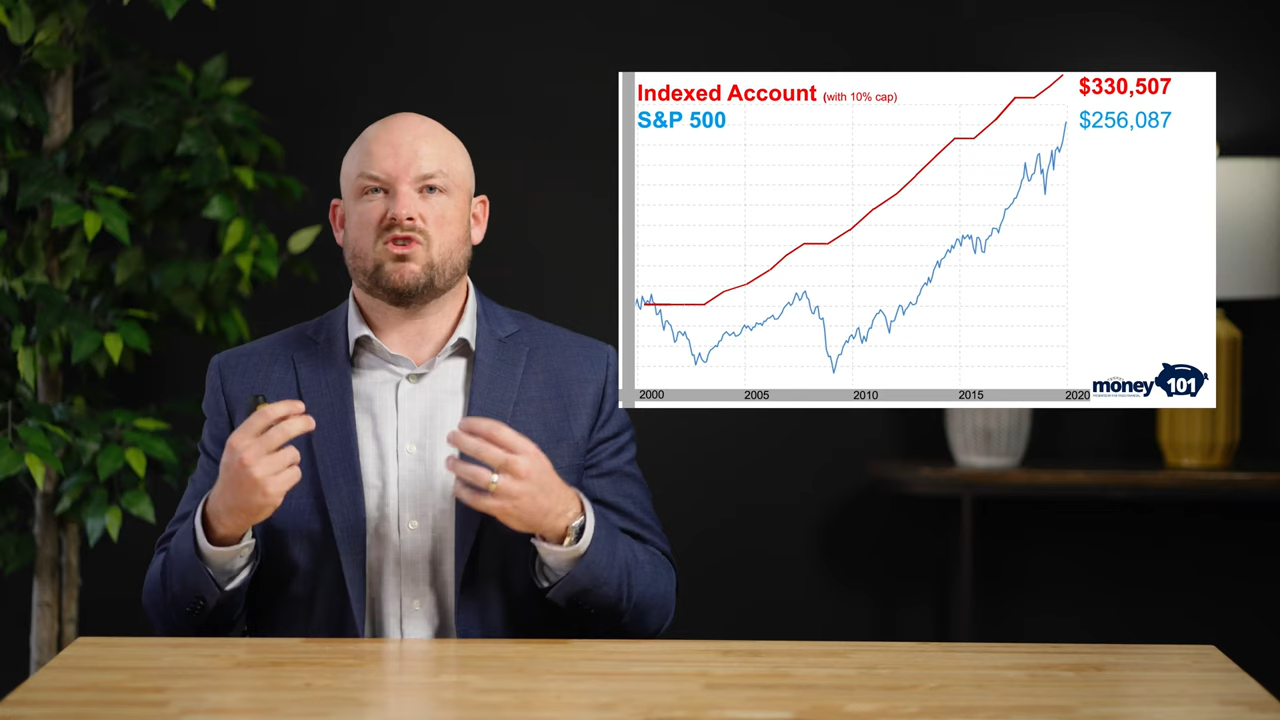 Indexed Account (with 10% cap)
$330,507
S&P 500
$256,087
2000
2005
2010
2015
2020
money 101